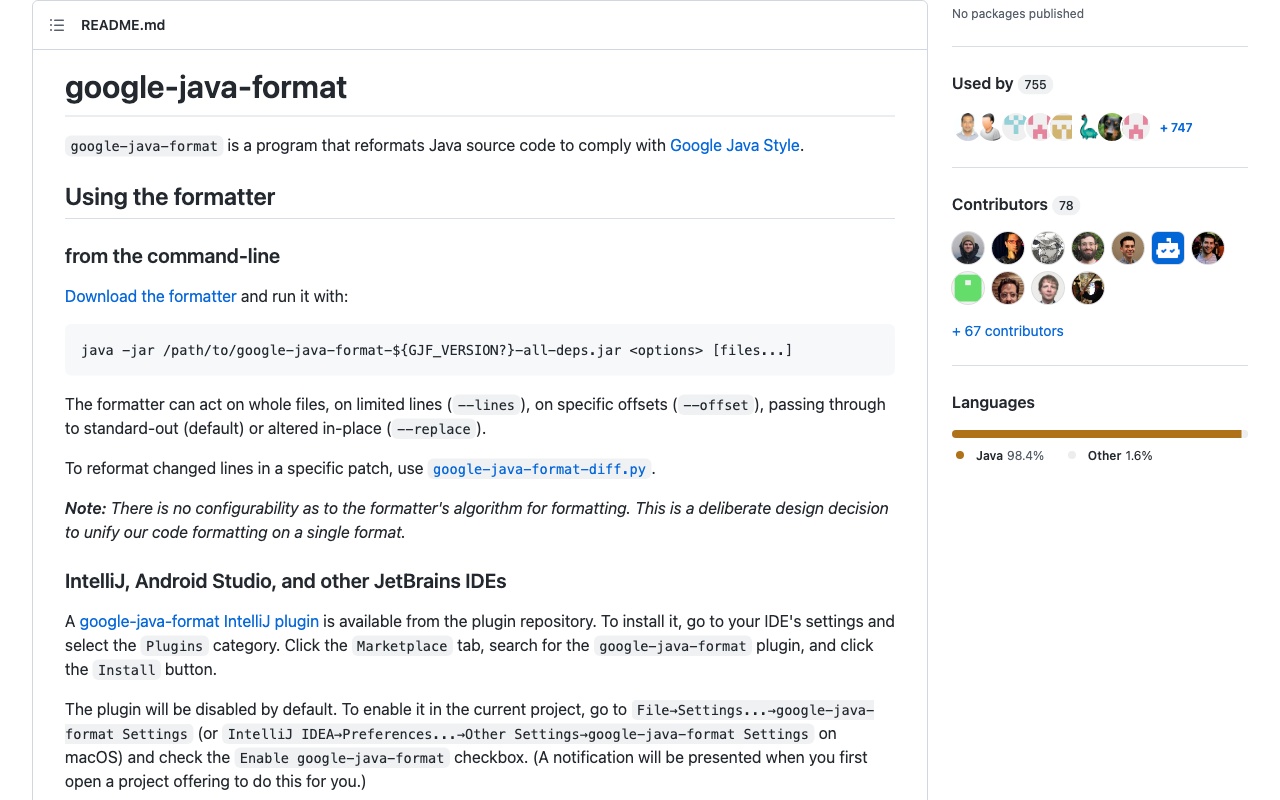 README.md
google-java-format
google-java-format is a program that reformats Java source code to comply with Google Java Style.
Using the formatter
from the command-line
Download the formatter and run it with:
java -jar /path/to/google-java-format-${GJF_VERSION?}-all-deps.jar <options> [files...]
The formatter can act on whole files, on limited lines ( --lines ), on specific offsets ( --offset ), passing through
to standard-out (default) or altered in-place ( --replace ).
To reformat changed lines in a specific patch, use google-java-format-diff.py .
Note: There is no configurability as to the formatter's algorithm for formatting. This is a deliberate design decision
to unify our code formatting on a single format.
IntelliJ, Android Studio, and other JetBrains IDEs
A google-java-format IntelliJ plugin is available from the plugin repository. To install it, go to your IDE's settings and
select the Plugins category. Click the Marketplace tab, search for the google-java-format plugin, and click
the Install button.
The plugin will be disabled by default. To enable it in the current project, go to File→Settings...→google-java-
format Settings (or IntelliJ IDEA→Preferences...→Other Settings→google-java-format Settings on
macOS) and check the Enable google-java-format checkbox. (A notification will be presented when you first
open a project offering to do this for you.)
No packages published
Used by 755
+ 747
Contributors 78
+ 67 contributors
Languages
Java 98.4% Other 1.6%